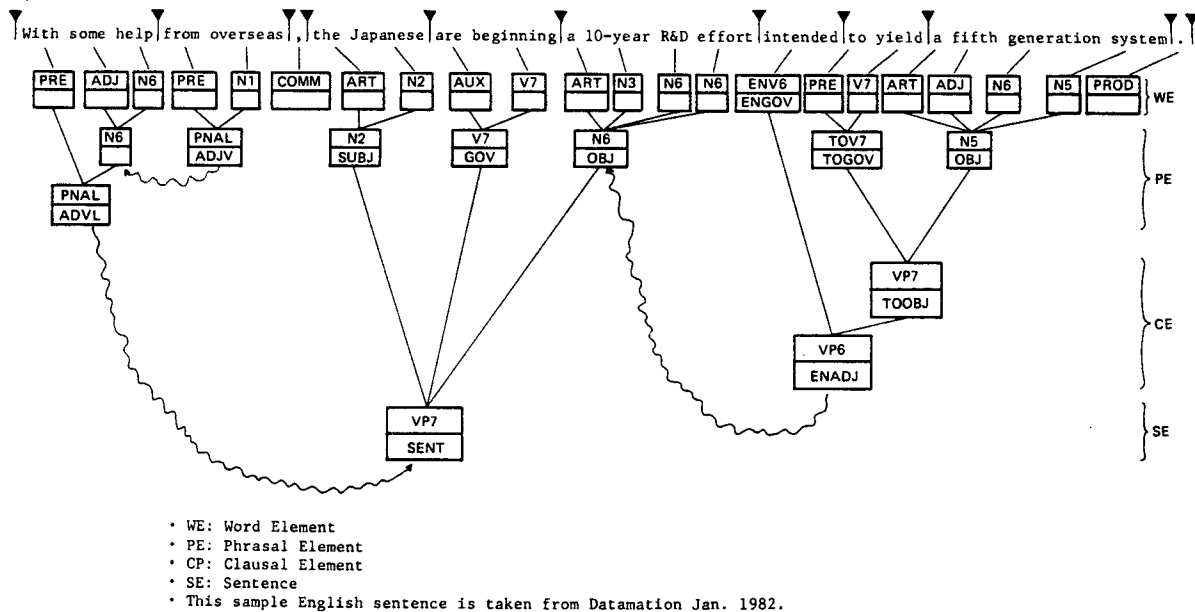 With some help from overseas, the Japanese are beginning a 10-year R&D effort intended to yield a fifth generation system.
PRE ADJ N6 PRE N1 COMM ART N2 AUX V7 ART N3 N6 N6 ENV6 PRE V7 ART ADJ N6 N5 PROD WE
ENGOV
N6 PNAL N2 V7 N6 TOV7 N5
ADJV SUBJ GOV OBJ TOGOV OBJ
PE
PNAL
ADVL
VP7
TOOBJ
CE
VP6
ENADJ
VP7
SENT
SE
• WE: Word Element
• PE: Phrasal Element
• CP: Clausal Element
• SE: Sentence
• This sample English sentence is taken from Datamation Jan. 1982.